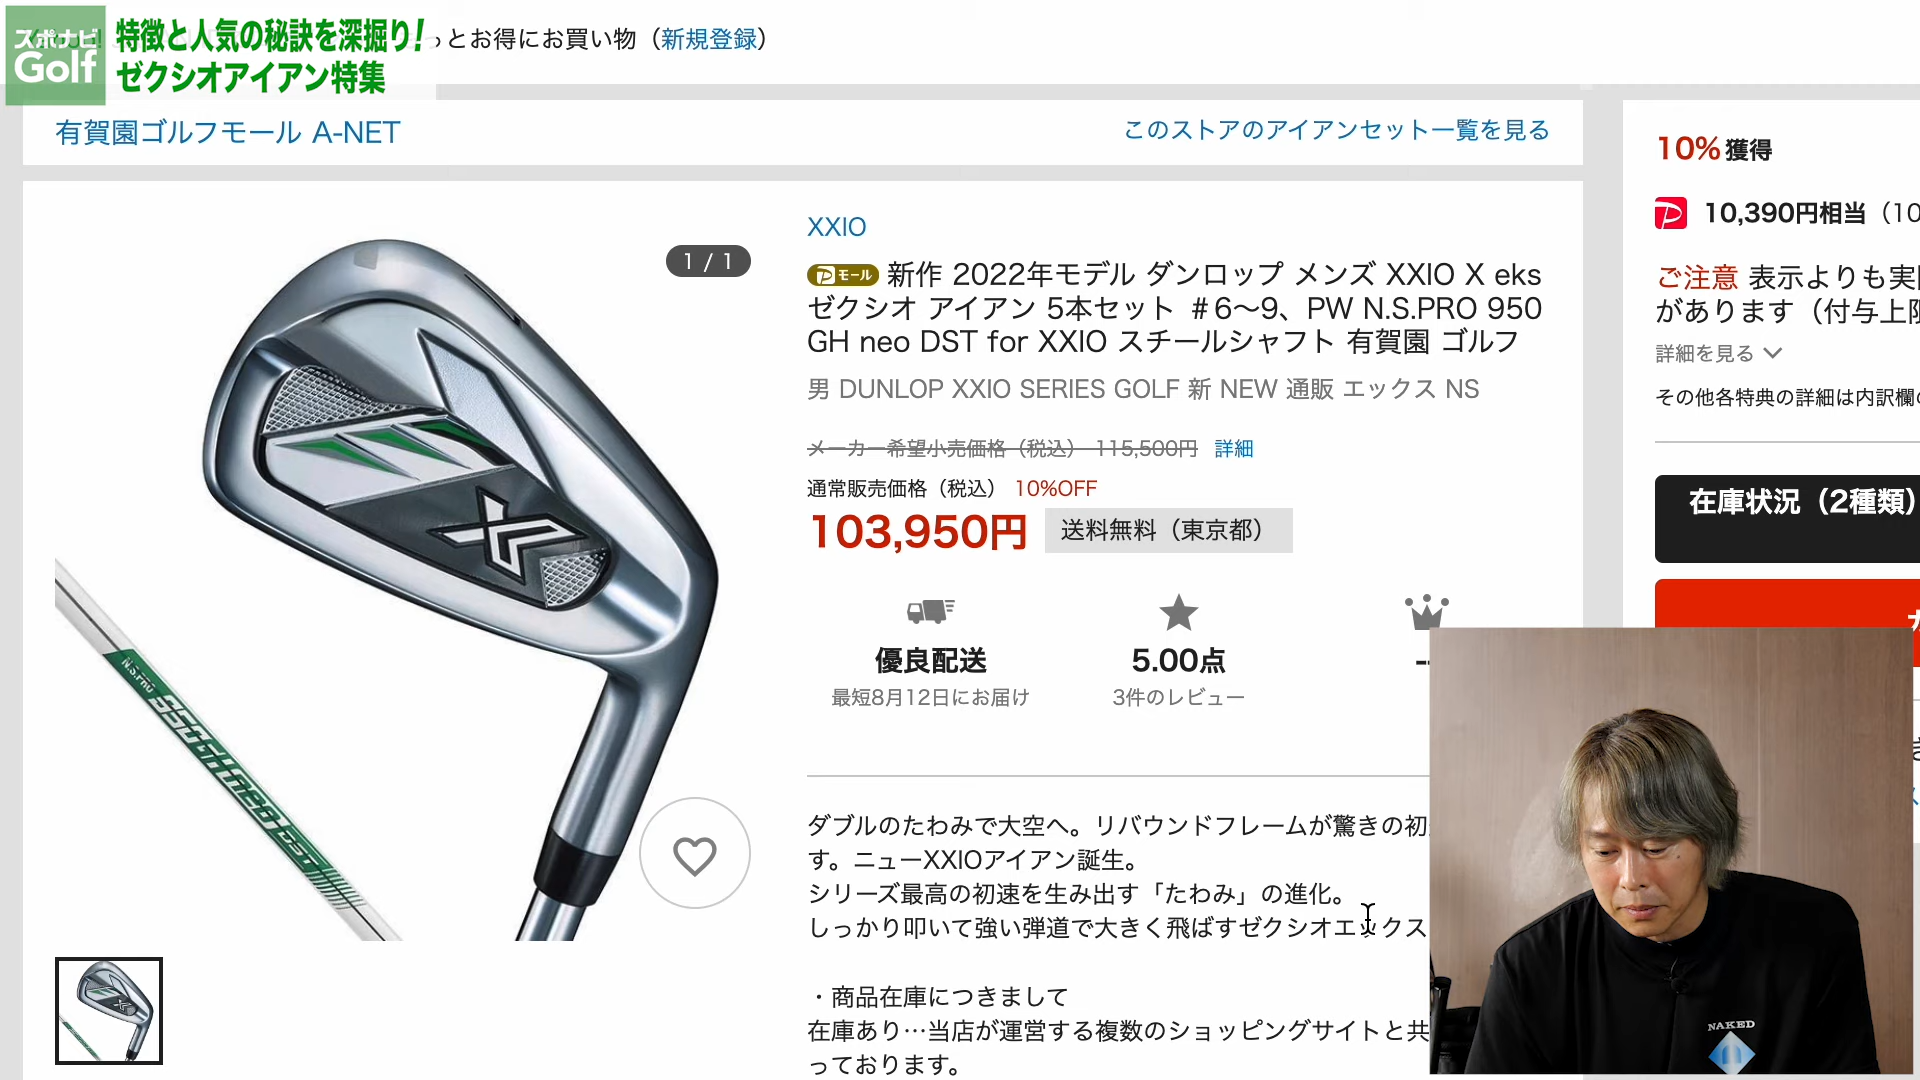 スポナビ
Golf
特徴と人気の秘訣を深掘り!
ゼクシオアイアン特集
っとお得にお買い物（新規登録）
有賀園ゴルフモール A-NET
このストアのアイアンセット一覧を見る
1 / 1
XXIO
モール 新作 2022年モデル ダンロップ メンズ XXIO X eks
ゼクシオ アイアン 5本セット ＃6〜9、PW N.S.PRO 950
GH neo DST for XXIO スチールシャフト 有賀園 ゴルフ
男 DUNLOP XXIO SERIES GOLF 新 NEW 通販 エックス NS
メーカー希望小売価格（税込） 115,500円 詳細
通常販売価格（税込） 10%OFF
103,950円 送料無料（東京都）
優良配送
最短8月12日にお届け
5.00点
3件のレビュー
--
N.S.PRO
950GH neo DST
ダブルのたわみで大空へ。リバウンドフレームが驚きの初
す。ニューXXIOアイアン誕生。
シリーズ最高の初速を生み出す「たわみ」の進化。
しっかり叩いて強い弾道で大きく飛ばすゼクシオエックス
・商品在庫につきまして
在庫あり…当店が運営する複数のショッピングサイトと共
っております。
10%獲得
10,390円相当（10
ご注意 表示よりも実
があります（付与上限
詳細を見る
その他各特典の詳細は内訳欄の
在庫状況（2種類）
カ
NAKED